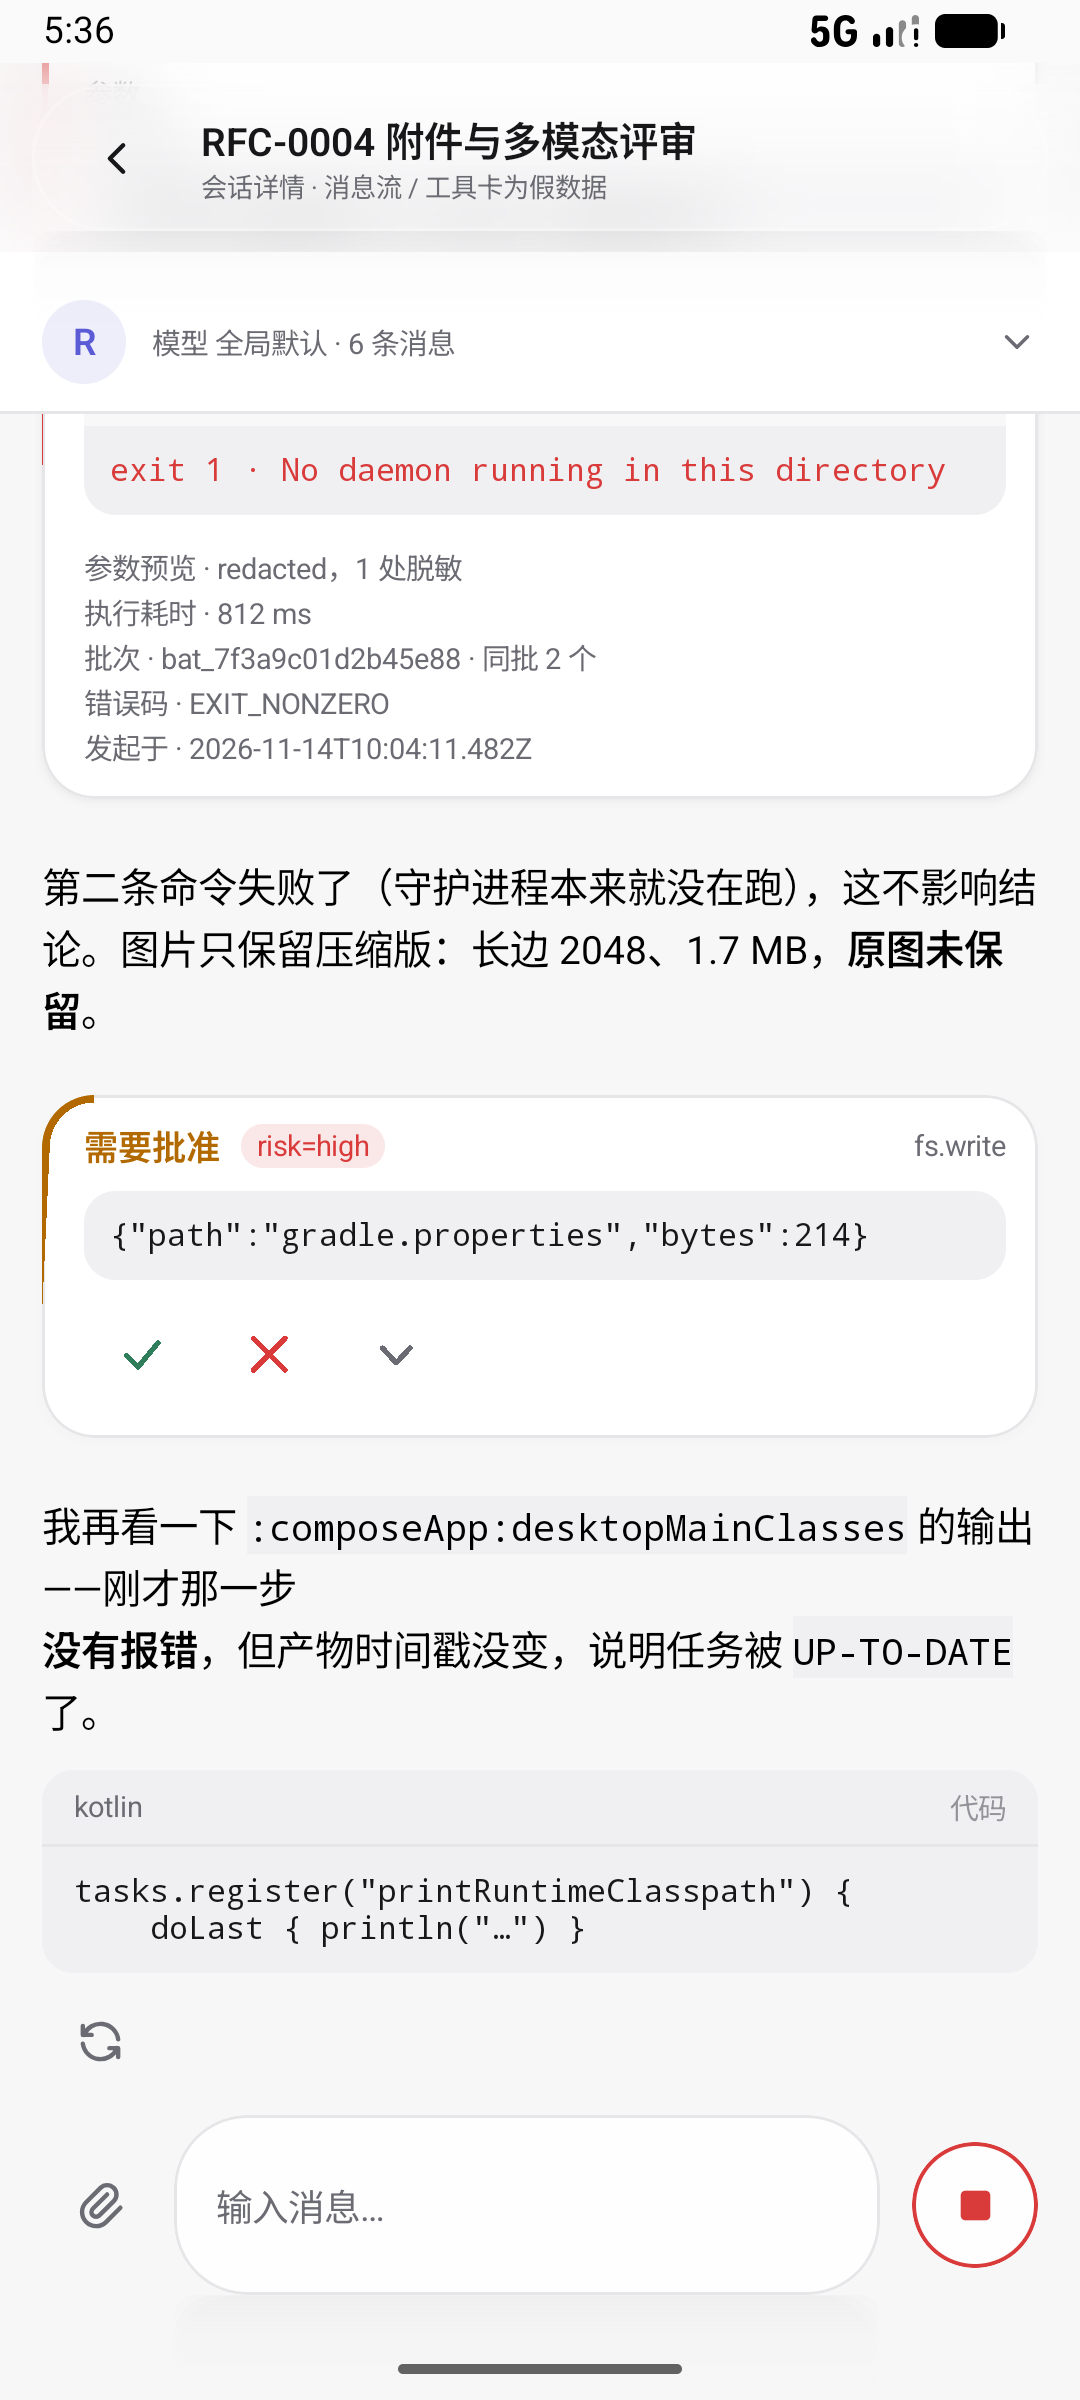 5:36
5G
参数
RFC-0004 附件与多模态评审
会话详情 · 消息流 / 工具卡为假数据
R
模型 全局默认 · 6 条消息
exit 1 · No daemon running in this directory
参数预览 · redacted，1 处脱敏
执行耗时 · 812 ms
批次 · bat_7f3a9c01d2b45e88 · 同批 2 个
错误码 · EXIT_NONZERO
发起于 · 2026-11-14T10:04:11.482Z
第二条命令失败了（守护进程本来就没在跑），这不影响结
论。图片只保留压缩版：长边 2048、1.7 MB，原图未保
留。
需要批准
risk=high
fs.write
{"path":"gradle.properties","bytes":214}
我再看一下 :composeApp:desktopMainClasses 的输出
——刚才那一步
没有报错，但产物时间戳没变，说明任务被 UP-TO-DATE
了。
kotlin
代码
tasks.register("printRuntimeClasspath") {
    doLast { println("…") }
输入消息…